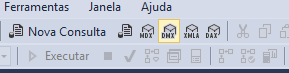 Ferramentas Janela Ajuda
Nova Consulta MDX DMX XMLA DAX
Executar